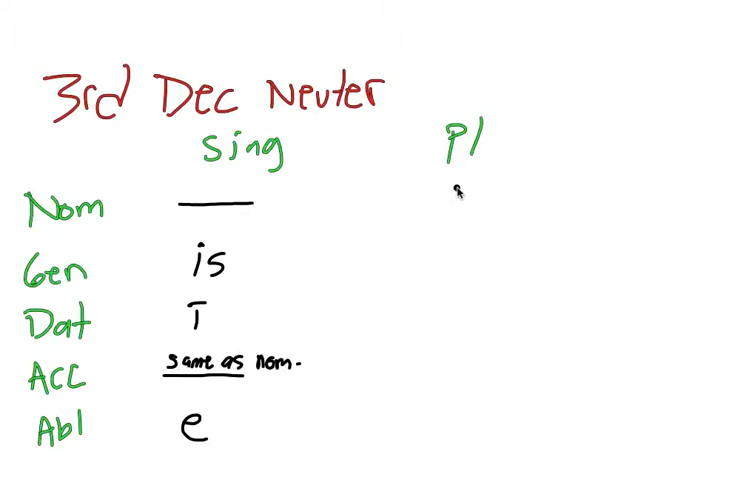 3rd Dec Neuter
Sing Pl
Nom
Gen is
Dat ī
Acc same as nom.
Abl e